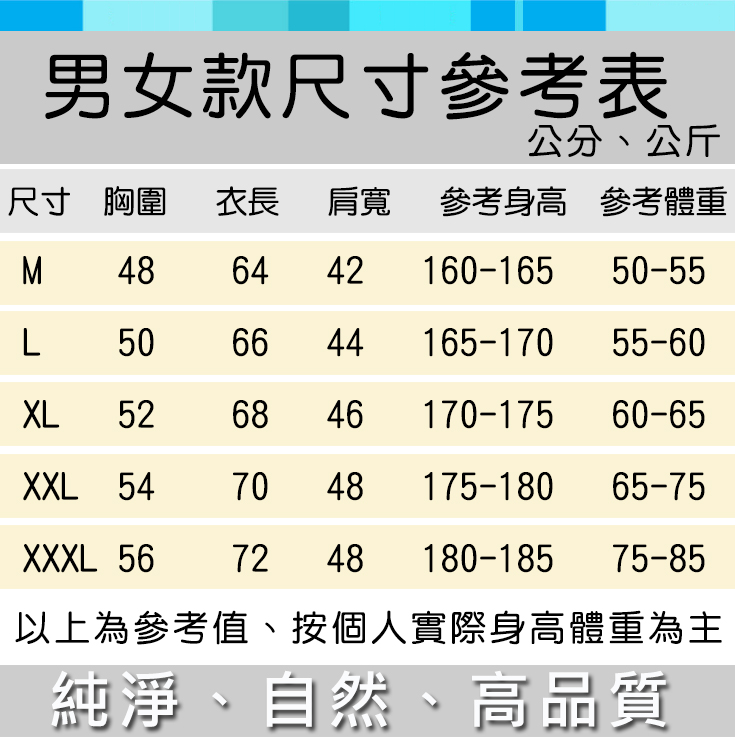 男女款尺寸參考表
公分、公斤
尺寸 胸圍 衣長 肩寬 參考身高 參考體重
M 48 64 42 160-165 50-55
L 50 66 44 165-170 55-60
XL 52 68 46 170-175 60-65
XXL 54 70 48 175-180 65-75
XXXL 56 72 48 180-185 75-85
以上為參考值、按個人實際身高體重為主
純淨、自然、高品質